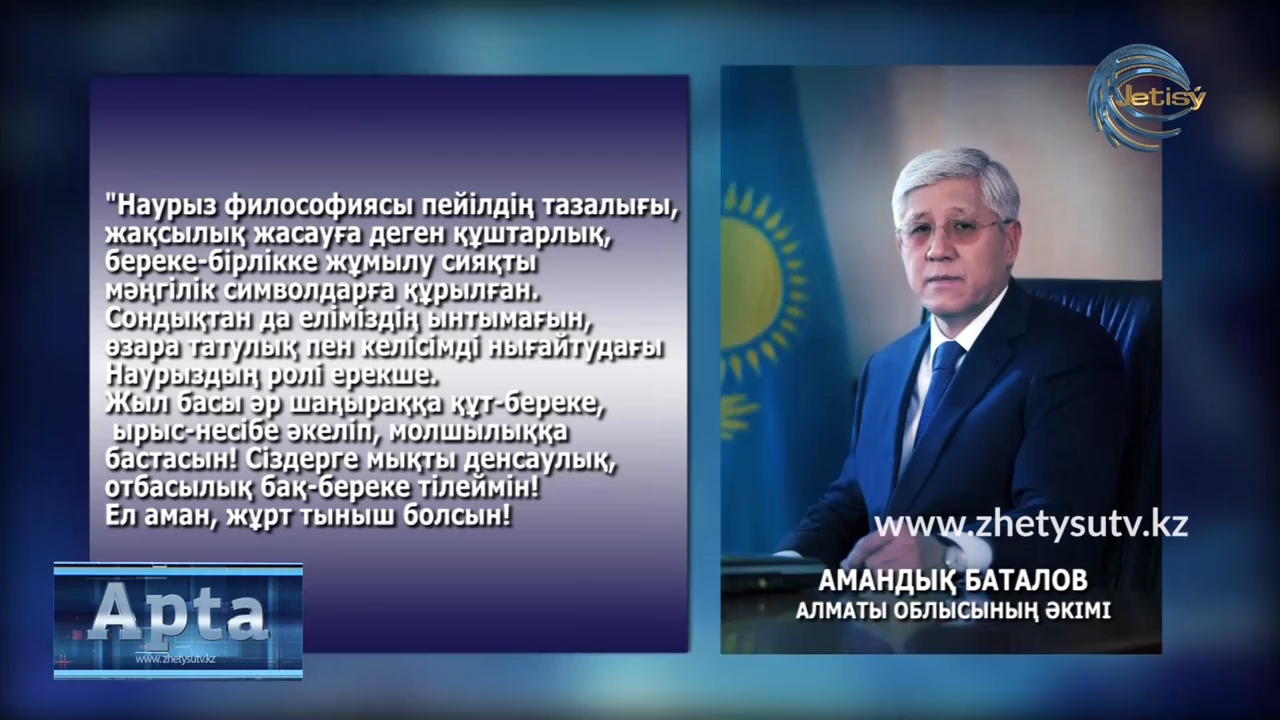 Jetisý
"Наурыз философиясы пейілдің тазалығы,
жақсылық жасауға деген құштарлық,
береке-бірлікке жұмылу сияқты
мәңгілік символдарға құрылған.
Сондықтан да еліміздің ынтымағын,
өзара татулық пен келісімді нығайтудағы
Наурыздың ролі ерекше.
Жыл басы әр шаңыраққа құт-береке,
ырыс-несібе әкеліп, молшылыққа
бастасын! Сіздерге мықты денсаулық,
отбасылық бақ-береке тілеймін!
Ел аман, жұрт тыныш болсын!
www.zhetysutv.kz
АМАНДЫҚ БАТАЛОВ
АЛМАТЫ ОБЛЫСЫНЫҢ ӘКІМІ
Apta
www.zhetysutv.kz